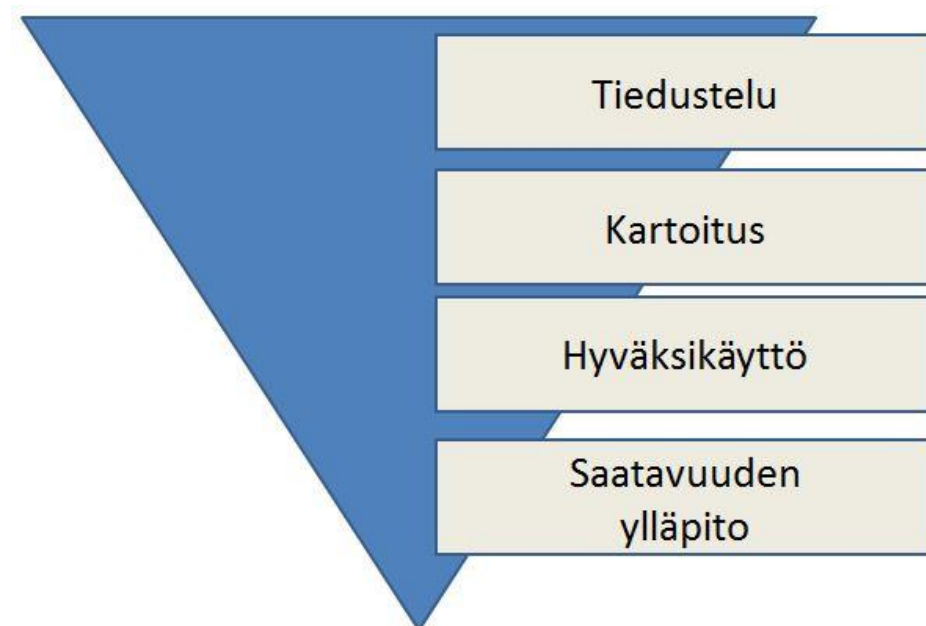 Tiedustelu
Kartoitus
Hyväksikäyttö
Saatavuuden
ylläpito